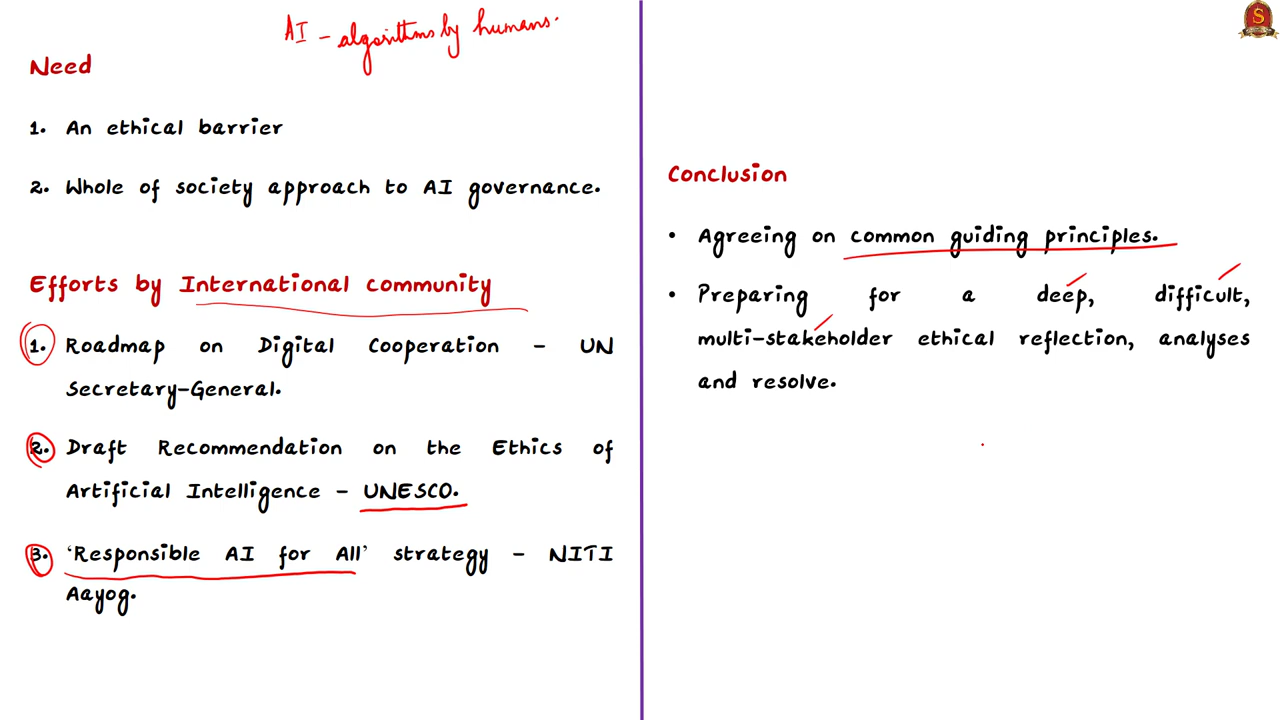 AI - algorithms by humans.
Need
1. An ethical barrier
2. Whole of society approach to AI governance.
Efforts by International community
1. Roadmap on Digital Cooperation - UN
Secretary-General.
2. Draft Recommendation on the Ethics of
Artificial Intelligence - UNESCO.
3. ‘Responsible AI for All’ strategy - NITI
Aayog.
Conclusion
• Agreeing on common guiding principles.
• Preparing for a deep, difficult,
multi-stakeholder ethical reflection, analyses
and resolve.
S